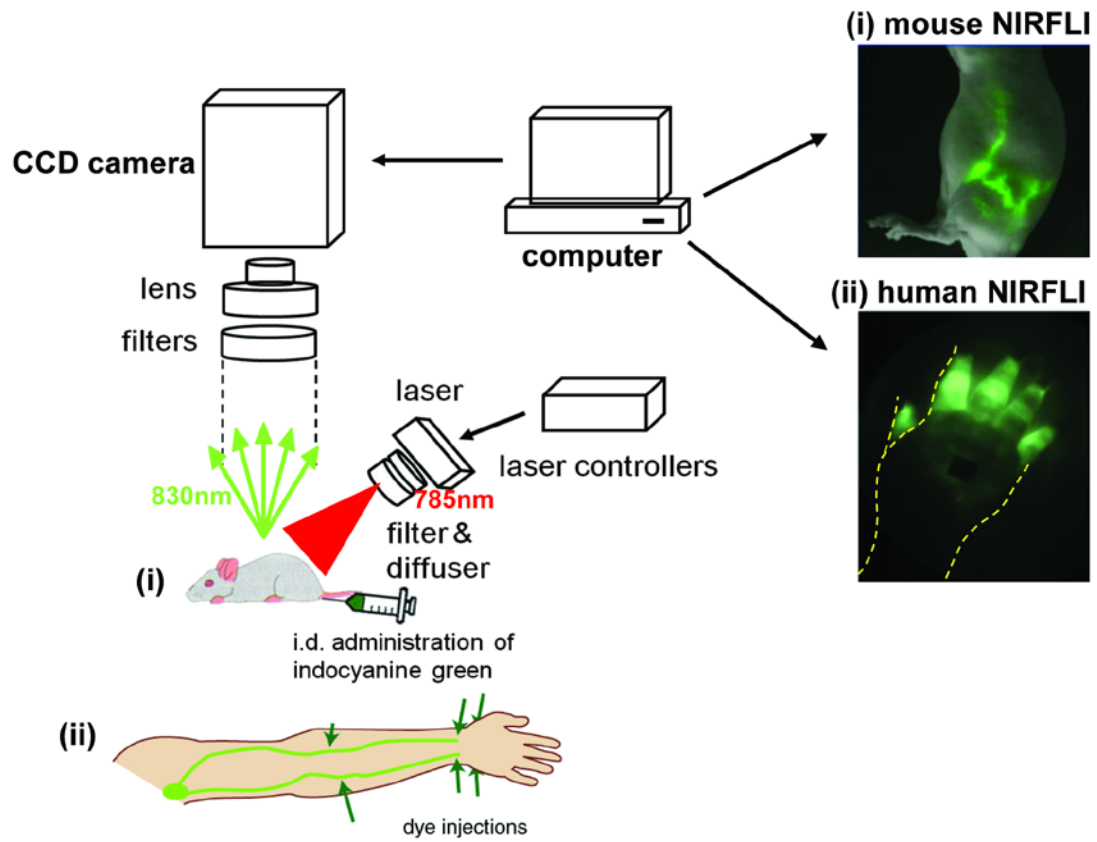 (i) mouse NIRFLI
CCD camera
computer
lens
filters
(ii) human NIRFLI
laser
laser controllers
830nm
785nm
filter &
diffuser
(i)
i.d. administration of
indocyanine green
(ii)
dye injections